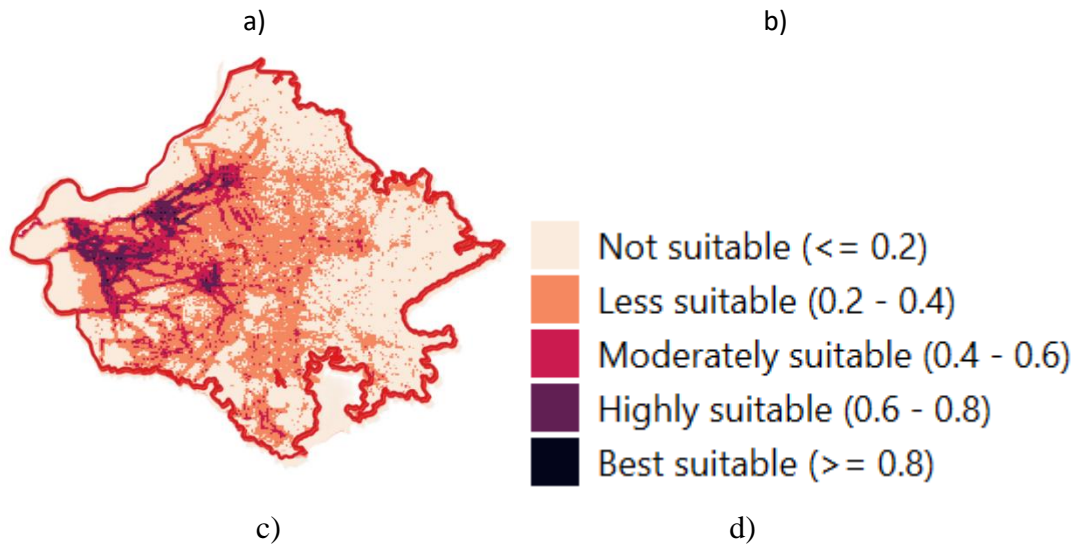 a)
b)
Not suitable (<= 0.2)
Less suitable (0.2 - 0.4)
Moderately suitable (0.4 - 0.6)
Highly suitable (0.6 - 0.8)
Best suitable (>= 0.8)
c)
d)